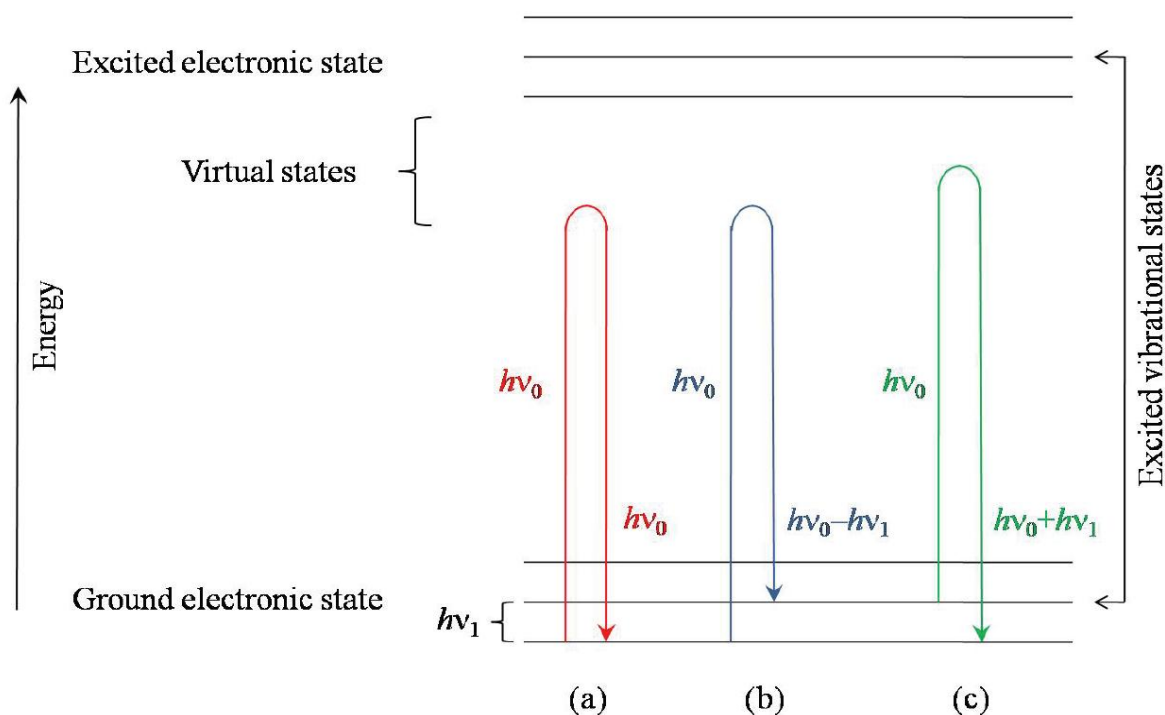 Excited electronic state
Virtual states
Energy
Excited vibrational states
hν₀
hν₀
hν₀
hν₀
hν₀–hν₁
hν₀+hν₁
Ground electronic state
hν₁
(a)
(b)
(c)